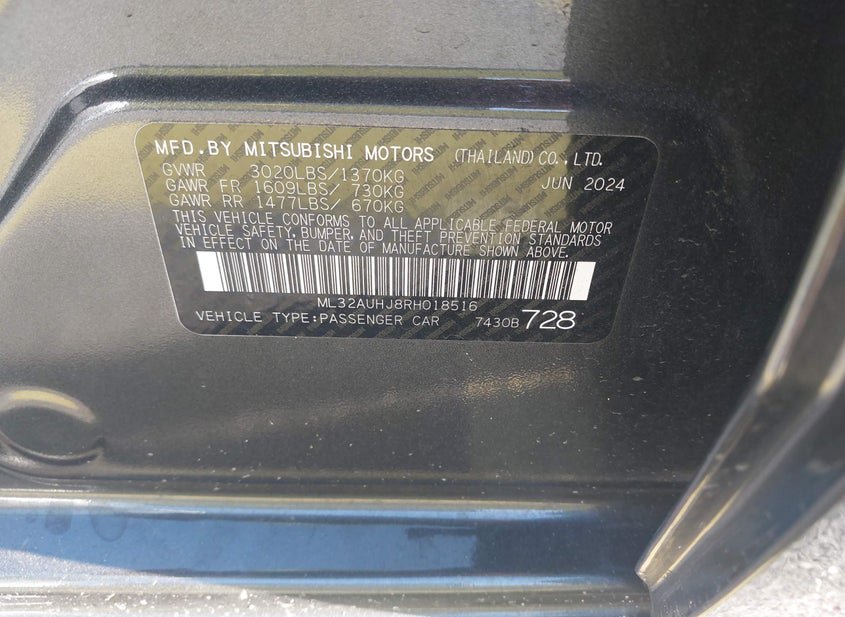 MFD.BY MITSUBISHI MOTORS (THAILAND) CO., LTD.
GVWR 3020LBS/1370KG JUN 2024
GAWR FR 1609LBS/ 730KG
GAWR RR 1477LBS/ 670KG
THIS VEHICLE CONFORMS TO ALL APPLICABLE FEDERAL MOTOR
VEHICLE SAFETY, BUMPER, AND THEFT PREVENTION STANDARDS
IN EFFECT ON THE DATE OF MANUFACTURE SHOWN ABOVE.
ML32AUHJ8RH018516
VEHICLE TYPE:PASSENGER CAR 7430B 728